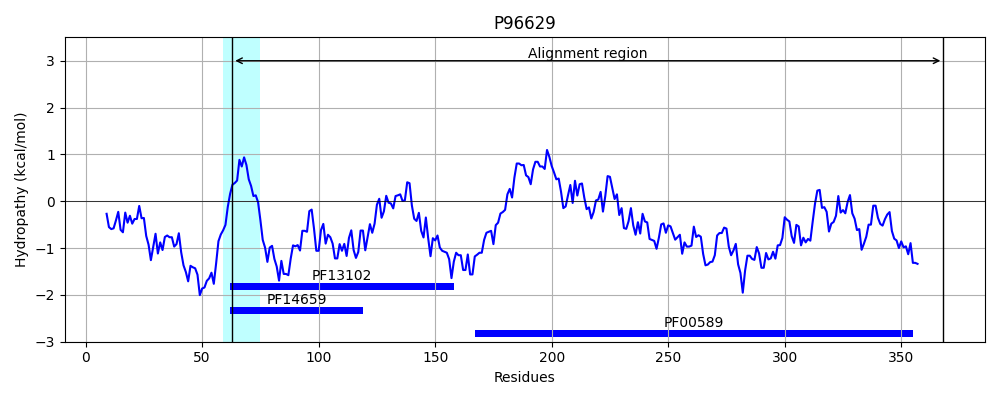 P96629
Alignment region
3
2
1
0
−1
−2
−3
Hydropathy (kcal/mol)
PF13102
PF14659
PF00589
0 50 100 150 200 250 300 350
Residues